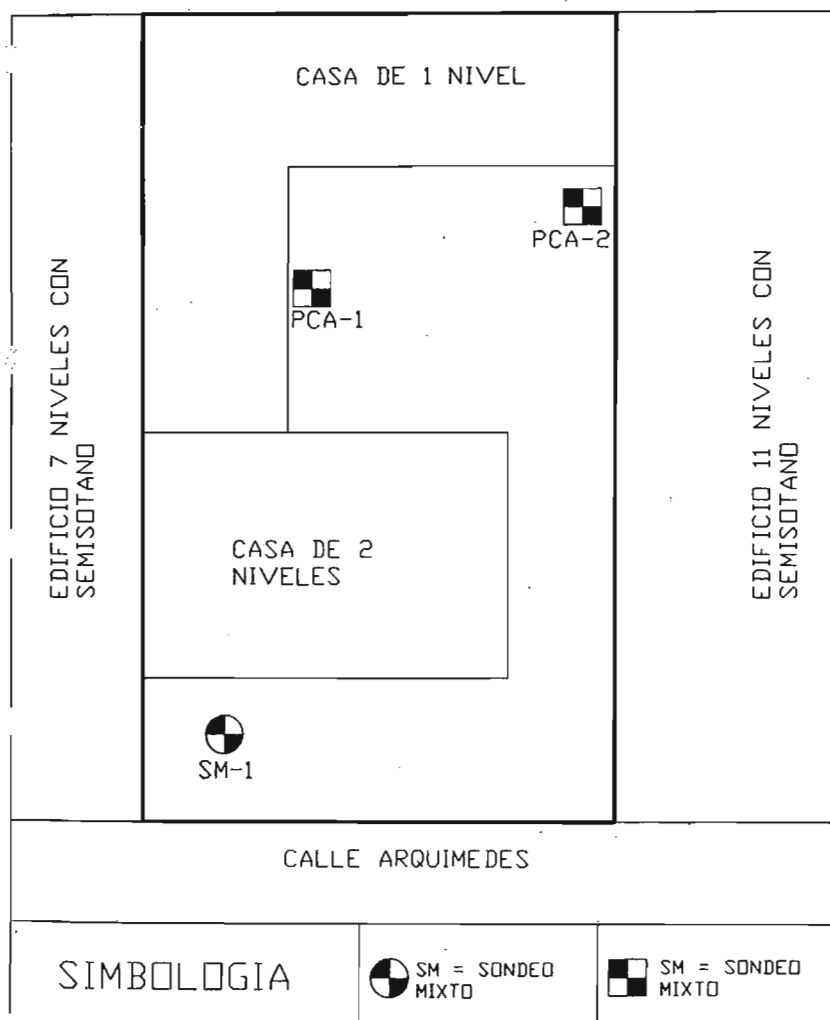 CASA DE 1 NIVEL
PCA-2
PCA-1
EDIFICIO 7 NIVELES CON
SEMISOTANO
EDIFICIO 11 NIVELES CON
SEMISOTANO
CASA DE 2
NIVELES
SM-1
CALLE ARQUIMEDES
SIMBOLOGIA
SM = SONDEO
MIXTO
SM = SONDEO
MIXTO